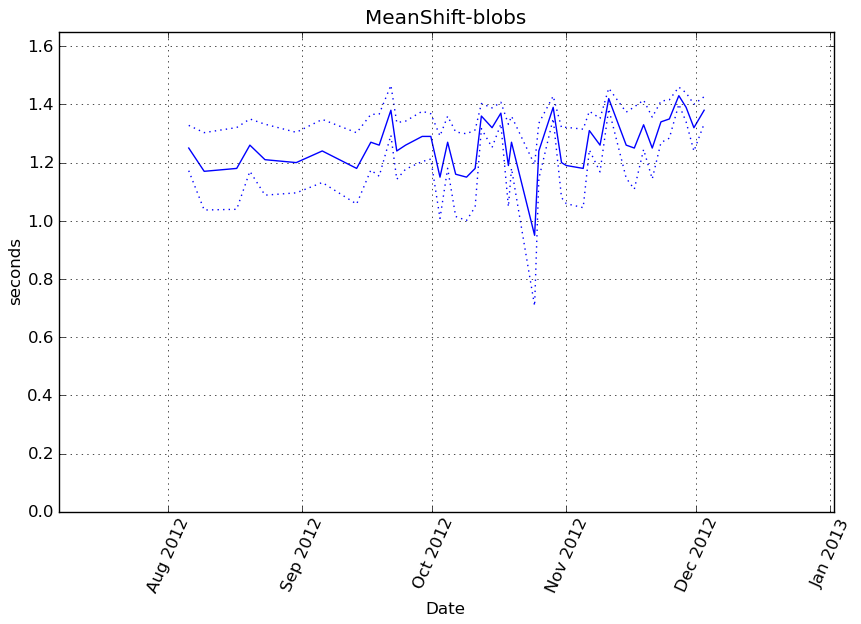 MeanShift-blobs
1.6
1.4
1.2
1.0
0.8
0.6
0.4
0.2
0.0
seconds
Aug 2012
Sep 2012
Oct 2012
Nov 2012
Dec 2012
Jan 2013
Date